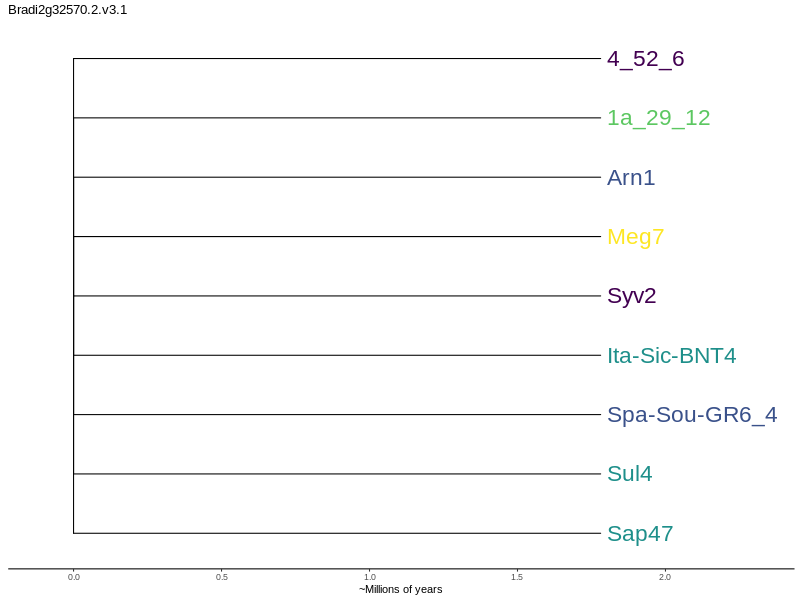 Bradi2g32570.2.v3.1
4_52_6
1a_29_12
Arn1
Meg7
Syv2
Ita-Sic-BNT4
Spa-Sou-GR6_4
Sul4
Sap47
0.0 0.5 1.0 1.5 2.0
~Millions of years